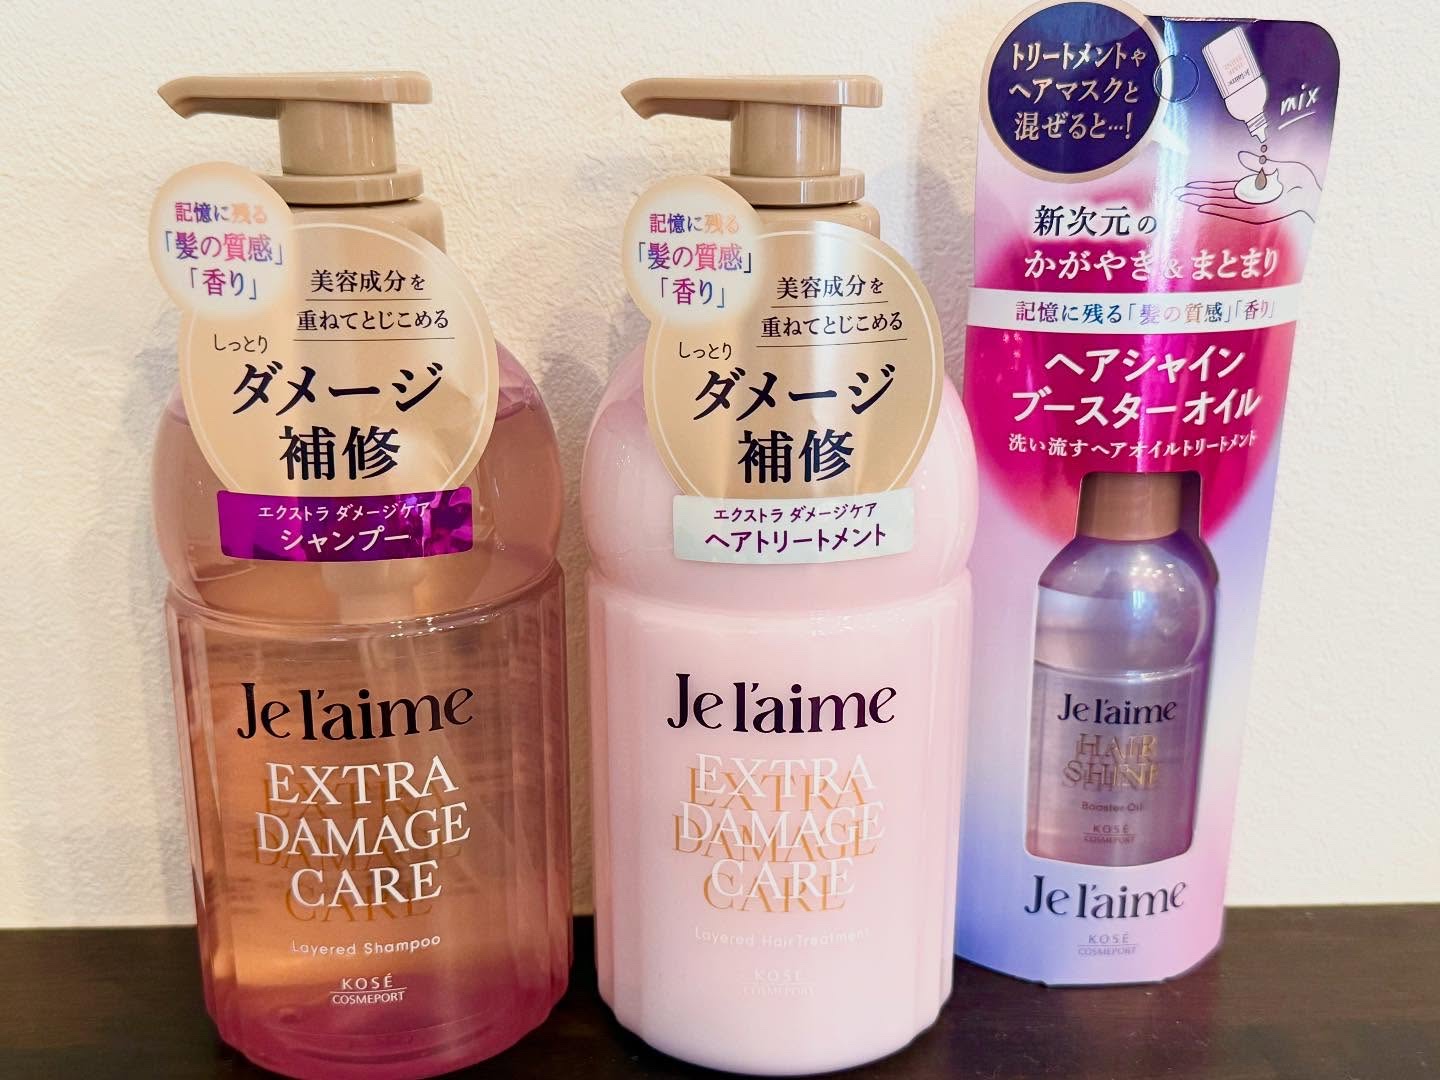 記憶に残る
「髪の質感」
「香り」
美容成分を
重ねてとじこめる
しっとり
ダメージ
補修
エクストラ ダメージケア
シャンプー
Je l'aime
EXTRA
DAMAGE
CARE
Layered Shampoo
KOSÉ
COSMEPORT
記憶に残る
「髪の質感」
「香り」
美容成分を
重ねてとじこめる
しっとり
ダメージ
補修
エクストラ ダメージケア
ヘアトリートメント
Je l'aime
EXTRA
DAMAGE
CARE
Layered HairTreatment
KOSÉ
COSMEPORT
トリートメントや
ヘアマスクと
混ぜると…!
Je l'aime
HAIR
SHINE
mix
新次元の
かがやき&まとまり
記憶に残る「髪の質感」「香り」
ヘアシャイン
ブースターオイル
洗い流すヘアオイルトリートメント
Je l'aime
HAIR
SHINE
Booster Oil
KOSÉ
COSMEPORT
Je l'aime
KOSÉ
COSMEPORT